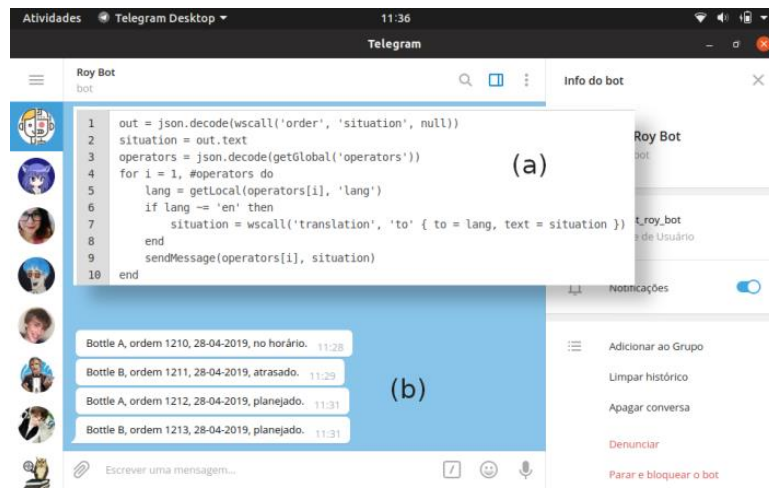 Atividades Telegram Desktop 11:36
Telegram
Roy Bot
bot
Info do bot
1 out = json.decode(wscall('order', 'situation', null))
2 situation = out.text
3 operators = json.decode(getGlobal('operators'))
4 for i = 1, #operators do
5 lang = getLocal(operators[i], 'lang')
6 if lang ~= 'en' then
7 situation = wscall('translation', 'to' { to = lang, text = situation })
8 end
9 sendMessage(operators[i], situation)
10 end
(a)
Roy Bot
bot
t_roy_bot
de Usuário
Notificações
Bottle A, ordem 1210, 28-04-2019, no horário. 11:28
Bottle B, ordem 1211, 28-04-2019, atrasado. 11:29
Bottle A, ordem 1212, 28-04-2019, planejado. 11:31
Bottle B, ordem 1213, 28-04-2019, planejado. 11:31
(b)
Escrever uma mensagem...
Adicionar ao Grupo
Limpar histórico
Apagar conversa
Denunciar
Parar e bloquear o bot